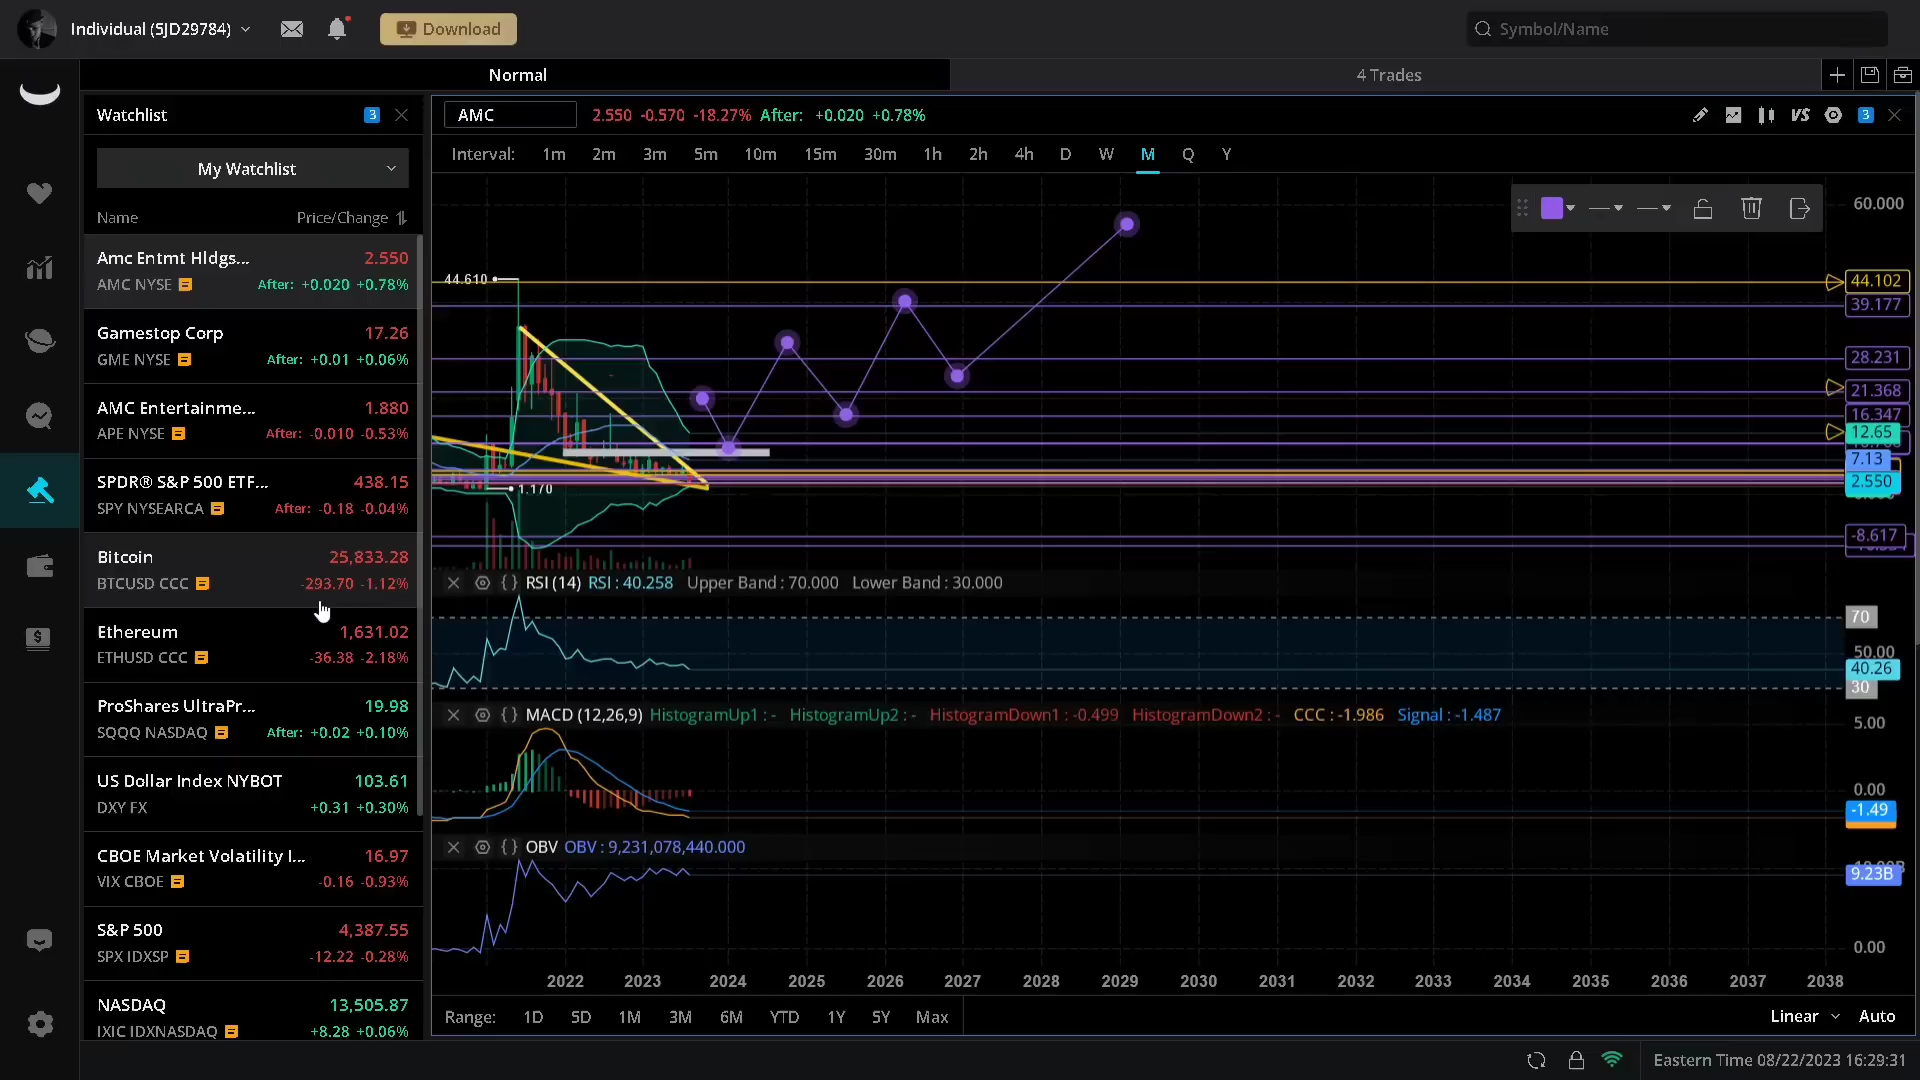 Individual (5JD29784)
Download
Symbol/Name
Normal
4 Trades
Watchlist
3
AMC
2.550 -0.570 -18.27% After: +0.020 +0.78%
VS
3
My Watchlist
Interval: 1m 2m 3m 5m 10m 15m 30m 1h 2h 4h D W M Q Y
Name Price/Change
Amc Entmt Hldgs... 2.550
AMC NYSE After: +0.020 +0.78%
Gamestop Corp 17.26
GME NYSE After: +0.01 +0.06%
AMC Entertainme... 1.880
APE NYSE After: -0.010 -0.53%
SPDR® S&P 500 ETF... 438.15
SPY NYSEARCA After: -0.18 -0.04%
Bitcoin 25,833.28
BTCUSD CCC -293.70 -1.12%
Ethereum 1,631.02
ETHUSD CCC -36.38 -2.18%
ProShares UltraPr... 19.98
SQQQ NASDAQ After: +0.02 +0.10%
US Dollar Index NYBOT 103.61
DXY FX +0.31 +0.30%
CBOE Market Volatility I... 16.97
VIX CBOE -0.16 -0.93%
S&P 500 4,387.55
SPX IDXSP -12.22 -0.28%
NASDAQ 13,505.87
IXIC IDXNASDAQ +8.28 +0.06%
60.000
44.610
44.102
39.177
28.231
21.368
16.347
12.65
7.13
2.550
1.170
-8.617
RSI (14) RSI : 40.258 Upper Band : 70.000 Lower Band : 30.000
70
50.00
40.26
30
MACD (12,26,9) HistogramUp1 : - HistogramUp2 : - HistogramDown1 : -0.499 HistogramDown2 : - CCC : -1.986 Signal : -1.487
5.00
0.00
-1.49
OBV OBV : 9,231,078,440.000
9.23B
0.00
2022 2023 2024 2025 2026 2027 2028 2029 2030 2031 2032 2033 2034 2035 2036 2037 2038
Range: 1D 5D 1M 3M 6M YTD 1Y 5Y Max
Linear Auto
Eastern Time 08/22/2023 16:29:31